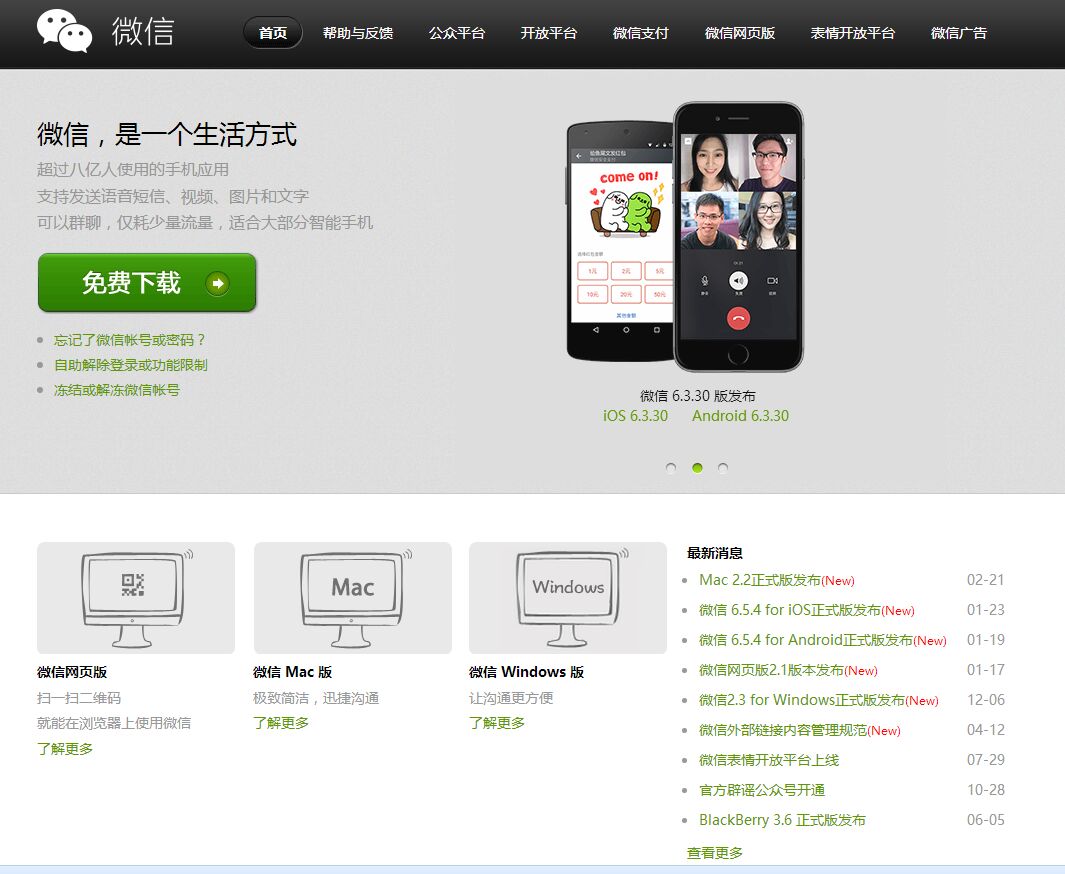 微信
首页 帮助与反馈 公众平台 开放平台 微信支付 微信网页版 表情开放平台 微信广告
微信，是一个生活方式
超过八亿人使用的手机应用
支持发送语音短信、视频、图片和文字
可以群聊，仅耗少量流量，适合大部分智能手机
免费下载
忘记了微信帐号或密码？
自助解除登录或功能限制
冻结或解冻微信帐号
come on!
1元 2元 5元
10元 20元 50元
其他金额
微信 6.3.30 版发布
iOS 6.3.30 Android 6.3.30
Mac
Windows
微信网页版
扫一扫二维码
就能在浏览器上使用微信
了解更多
微信 Mac 版
极致简洁，迅捷沟通
了解更多
微信 Windows 版
让沟通更方便
了解更多
最新消息
Mac 2.2正式版发布(New) 02-21
微信 6.5.4 for iOS正式版发布(New) 01-23
微信 6.5.4 for Android正式版发布(New) 01-19
微信网页版2.1版本发布(New) 01-17
微信2.3 for Windows正式版发布(New) 12-06
微信外部链接内容管理规范(New) 04-12
微信表情开放平台上线 07-29
官方辟谣公众号开通 10-28
BlackBerry 3.6 正式版发布 06-05
查看更多